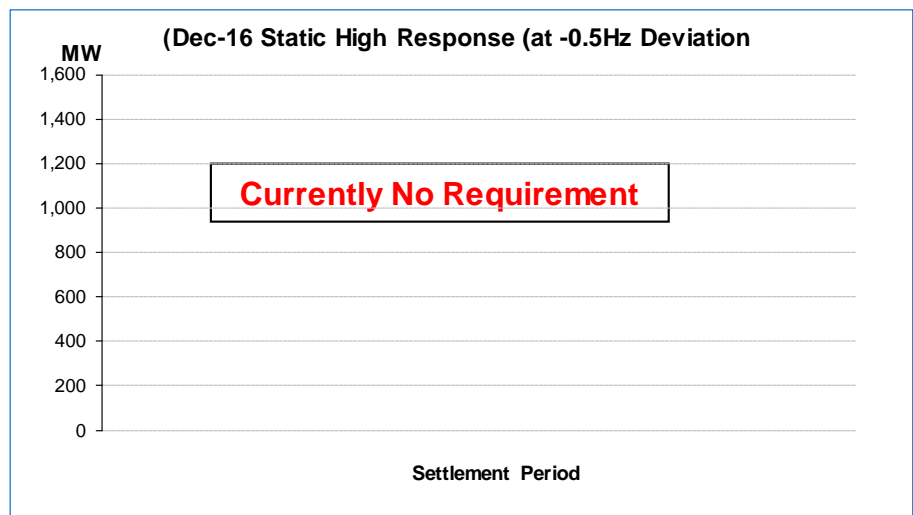 (Dec-16 Static High Response (at -0.5Hz Deviation
MW
1,600
1,400
1,200
1,000
800
600
400
200
0
Currently No Requirement
Settlement Period